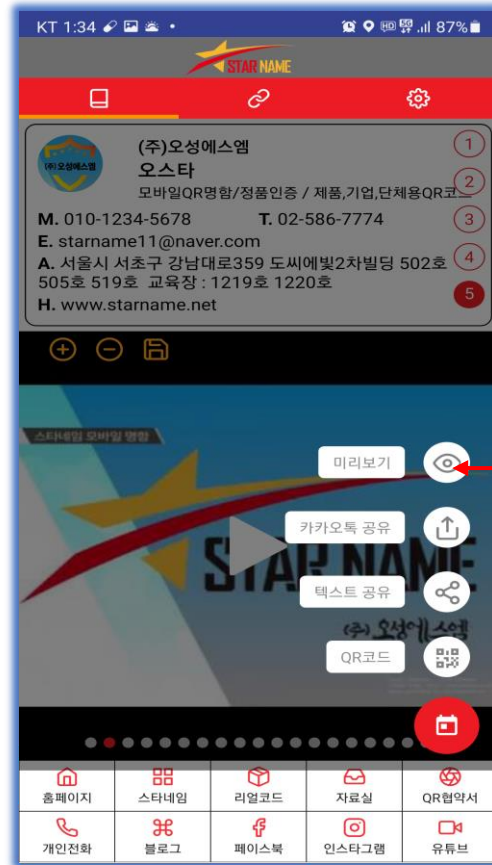 KT 1:34
87%
STAR NAME
(주)오성에스엠
(주)오성에스엠
오스타
모바일QR명함/정품인증 / 제품,기업,단체용QR코드
M. 010-1234-5678 T. 02-586-7774
E. starname11@naver.com
A. 서울시 서초구 강남대로359 도씨에빛2차빌딩 502호
505호 519호 교육장 : 1219호 1220호
H. www.starname.net
1
2
3
4
5
스타네임 모바일 명함
미리보기
카카오톡 공유
STAR NAME
텍스트 공유
(주)오성에스엠
QR코드
홈페이지 스타네임 리얼코드 자료실 QR협약서
개인전화 블로그 페이스북 인스타그램 유튜브